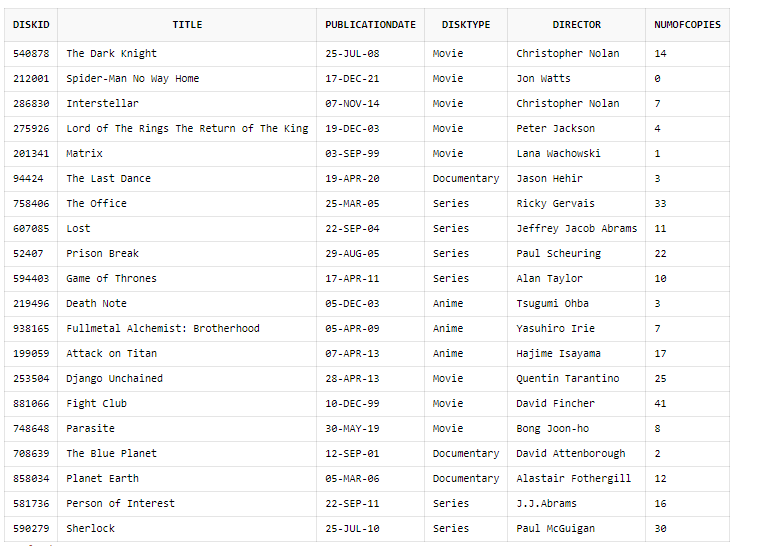 DISKID TITLE PUBLICATIONDATE DISKTYPE DIRECTOR NUMOFCOPIES
540878 The Dark Knight 25-JUL-08 Movie Christopher Nolan 14
212001 Spider-Man No Way Home 17-DEC-21 Movie Jon Watts 0
286830 Interstellar 07-NOV-14 Movie Christopher Nolan 7
275926 Lord of The Rings The Return of The King 19-DEC-03 Movie Peter Jackson 4
201341 Matrix 03-SEP-99 Movie Lana Wachowski 1
94424 The Last Dance 19-APR-20 Documentary Jason Hehir 3
758406 The Office 25-MAR-05 Series Ricky Gervais 33
607085 Lost 22-SEP-04 Series Jeffrey Jacob Abrams 11
52407 Prison Break 29-AUG-05 Series Paul Scheuring 22
594403 Game of Thrones 17-APR-11 Series Alan Taylor 10
219496 Death Note 05-DEC-03 Anime Tsugumi Ohba 3
938165 Fullmetal Alchemist: Brotherhood 05-APR-09 Anime Yasuhiro Irie 7
199059 Attack on Titan 07-APR-13 Anime Hajime Isayama 17
253504 Django Unchained 28-APR-13 Movie Quentin Tarantino 25
881066 Fight Club 10-DEC-99 Movie David Fincher 41
748648 Parasite 30-MAY-19 Movie Bong Joon-ho 8
708639 The Blue Planet 12-SEP-01 Documentary David Attenborough 2
858034 Planet Earth 05-MAR-06 Documentary Alastair Fothergill 12
581736 Person of Interest 22-SEP-11 Series J.J.Abrams 16
590279 Sherlock 25-JUL-10 Series Paul McGuigan 30